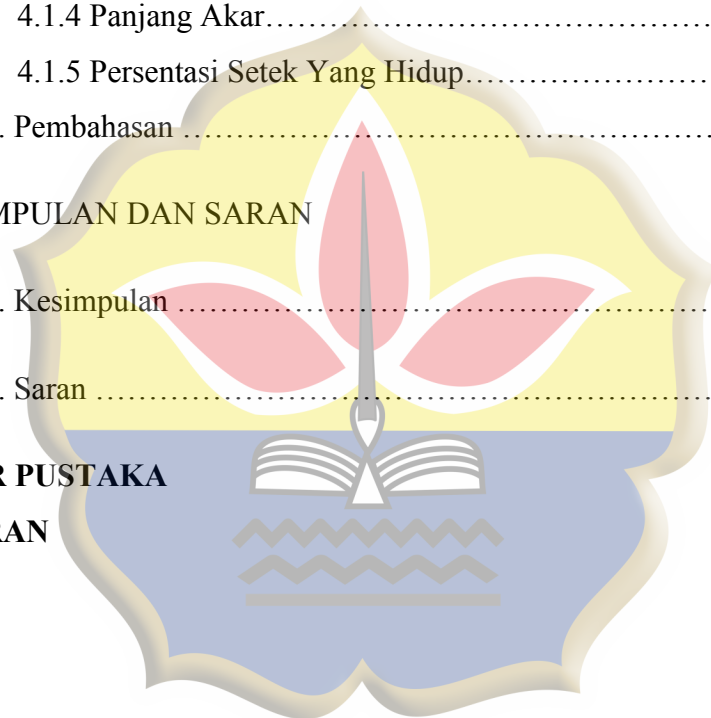 4.1.4 Panjang Akar……………………………………
4.1.5 Persentasi Setek Yang Hidup……………………
. Pembahasan ………………………………………………
MPULAN DAN SARAN
. Kesimpulan ………………………………………………
. Saran ………………………………………………………
R PUSTAKA
RAN